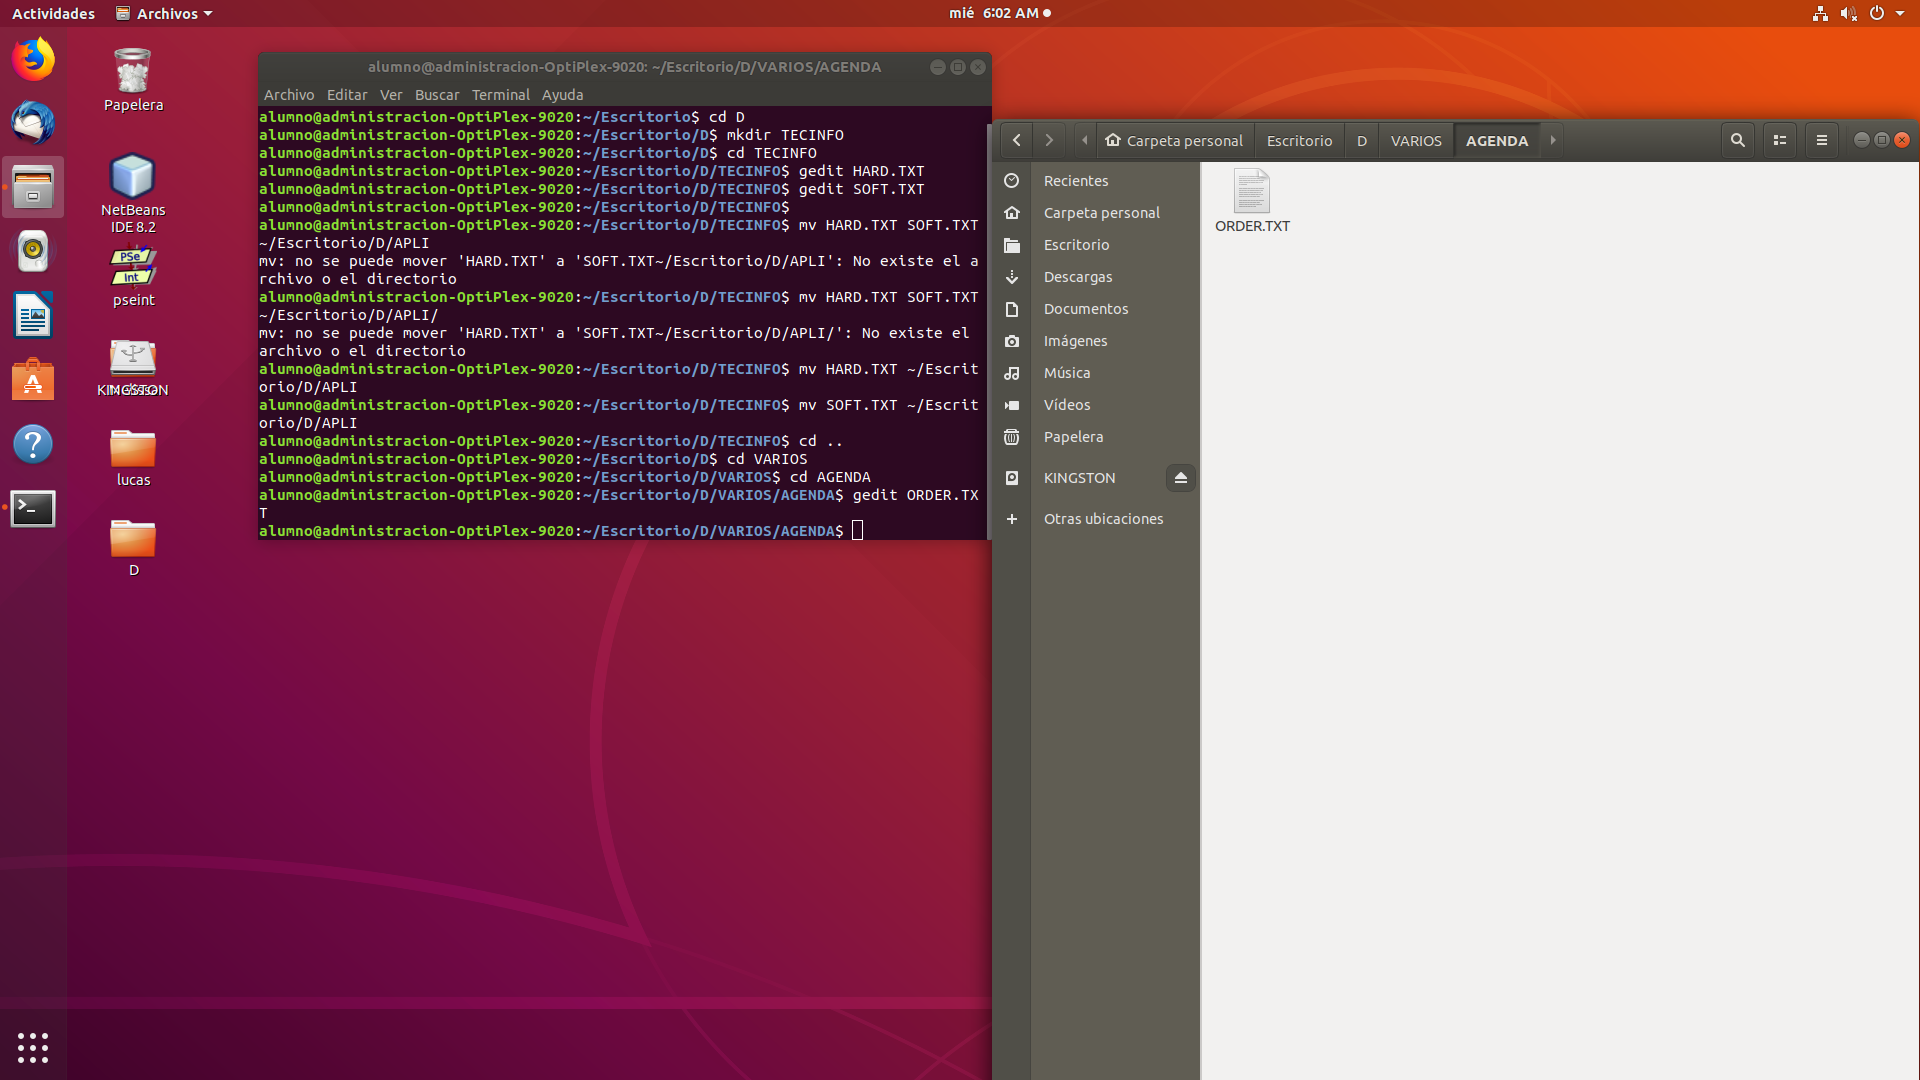 Actividades
Archivos
mié 6:02 AM
Papelera
NetBeans
IDE 8.2
PSe
Int
pseint
KINGSTON
lucas
D
alumno@administracion-OptiPlex-9020: ~/Escritorio/D/VARIOS/AGENDA
Archivo Editar Ver Buscar Terminal Ayuda
alumno@administracion-OptiPlex-9020:~/Escritorio$ cd D
alumno@administracion-OptiPlex-9020:~/Escritorio/D$ mkdir TECINFO
alumno@administracion-OptiPlex-9020:~/Escritorio/D$ cd TECINFO
alumno@administracion-OptiPlex-9020:~/Escritorio/D/TECINFO$ gedit HARD.TXT
alumno@administracion-OptiPlex-9020:~/Escritorio/D/TECINFO$ gedit SOFT.TXT
alumno@administracion-OptiPlex-9020:~/Escritorio/D/TECINFO$
alumno@administracion-OptiPlex-9020:~/Escritorio/D/TECINFO$ mv HARD.TXT SOFT.TXT
~/Escritorio/D/APLI
mv: no se puede mover 'HARD.TXT' a 'SOFT.TXT~/Escritorio/D/APLI': No existe el a
rchivo o el directorio
alumno@administracion-OptiPlex-9020:~/Escritorio/D/TECINFO$ mv HARD.TXT SOFT.TXT
~/Escritorio/D/APLI/
mv: no se puede mover 'HARD.TXT' a 'SOFT.TXT~/Escritorio/D/APLI/': No existe el
archivo o el directorio
alumno@administracion-OptiPlex-9020:~/Escritorio/D/TECINFO$ mv HARD.TXT ~/Escrit
orio/D/APLI
alumno@administracion-OptiPlex-9020:~/Escritorio/D/TECINFO$ mv SOFT.TXT ~/Escrit
orio/D/APLI
alumno@administracion-OptiPlex-9020:~/Escritorio/D/TECINFO$ cd ..
alumno@administracion-OptiPlex-9020:~/Escritorio/D$ cd VARIOS
alumno@administracion-OptiPlex-9020:~/Escritorio/D/VARIOS$ cd AGENDA
alumno@administracion-OptiPlex-9020:~/Escritorio/D/VARIOS/AGENDA$ gedit ORDER.TX
T
alumno@administracion-OptiPlex-9020:~/Escritorio/D/VARIOS/AGENDA$
Carpeta personal Escritorio D VARIOS AGENDA
Recientes
Carpeta personal
Escritorio
Descargas
Documentos
Imágenes
Música
Vídeos
Papelera
KINGSTON
Otras ubicaciones
ORDER.TXT